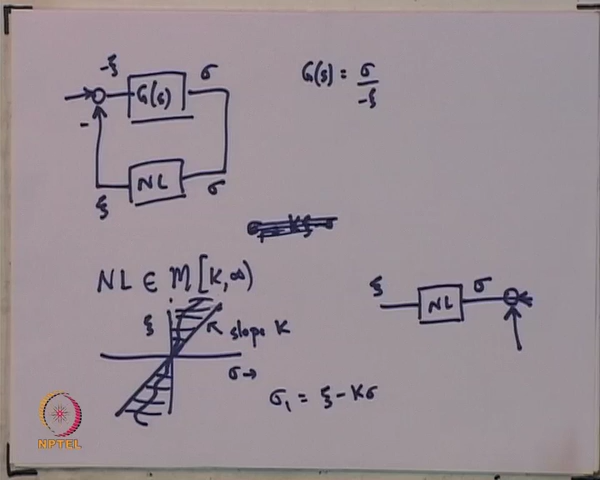 -ξ
σ
G(s)
G(s) = σ / -ξ
-
NL
ξ
σ
NL ∈ M[K, ∞)
ξ
slope K
σ→
σ₁ = ξ - Kσ
ξ
NL
σ
NPTEL